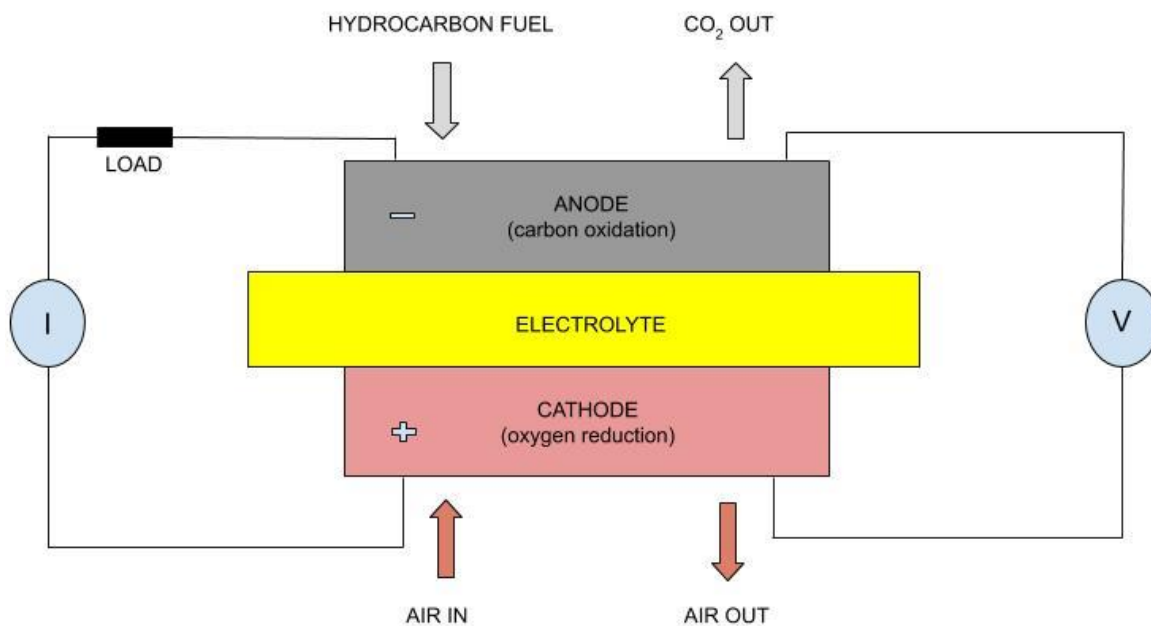 HYDROCARBON FUEL
CO₂ OUT
LOAD
ANODE
(carbon oxidation)
−
I
ELECTROLYTE
V
CATHODE
(oxygen reduction)
+
AIR IN
AIR OUT